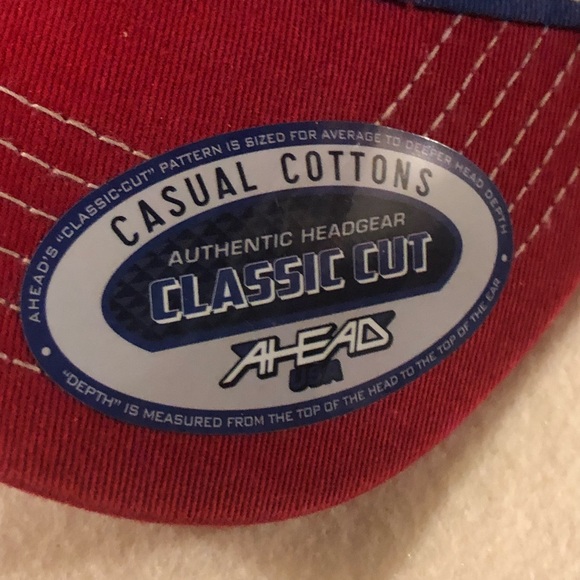 AHEAD'S "CLASSIC-CUT" PATTERN IS SIZED FOR AVERAGE TO DEEPER HEAD DEPTH
CASUAL COTTONS
AUTHENTIC HEADGEAR
CLASSIC CUT
AHEAD
USA
"DEPTH" IS MEASURED FROM THE TOP OF THE HEAD TO THE TOP OF THE EAR